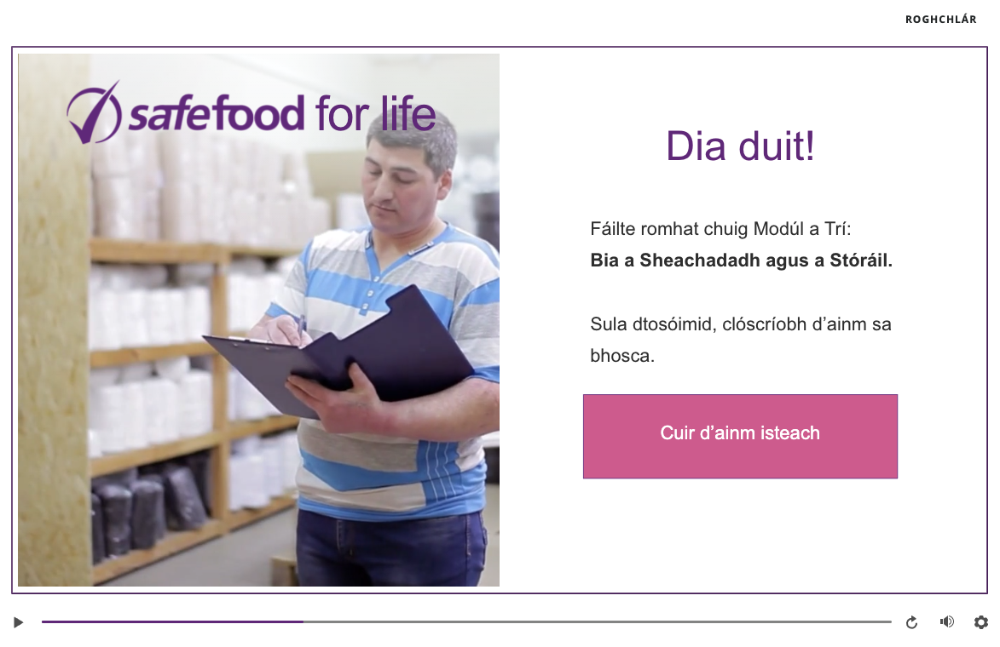 ROGHCHLÁR
safefood for life
Dia duit!
Fáilte romhat chuig Modúl a Trí:
Bia a Sheachadadh agus a Stóráil.
Sula dtosóimid, clóscríobh d’ainm sa
bhosca.
Cuir d’ainm isteach